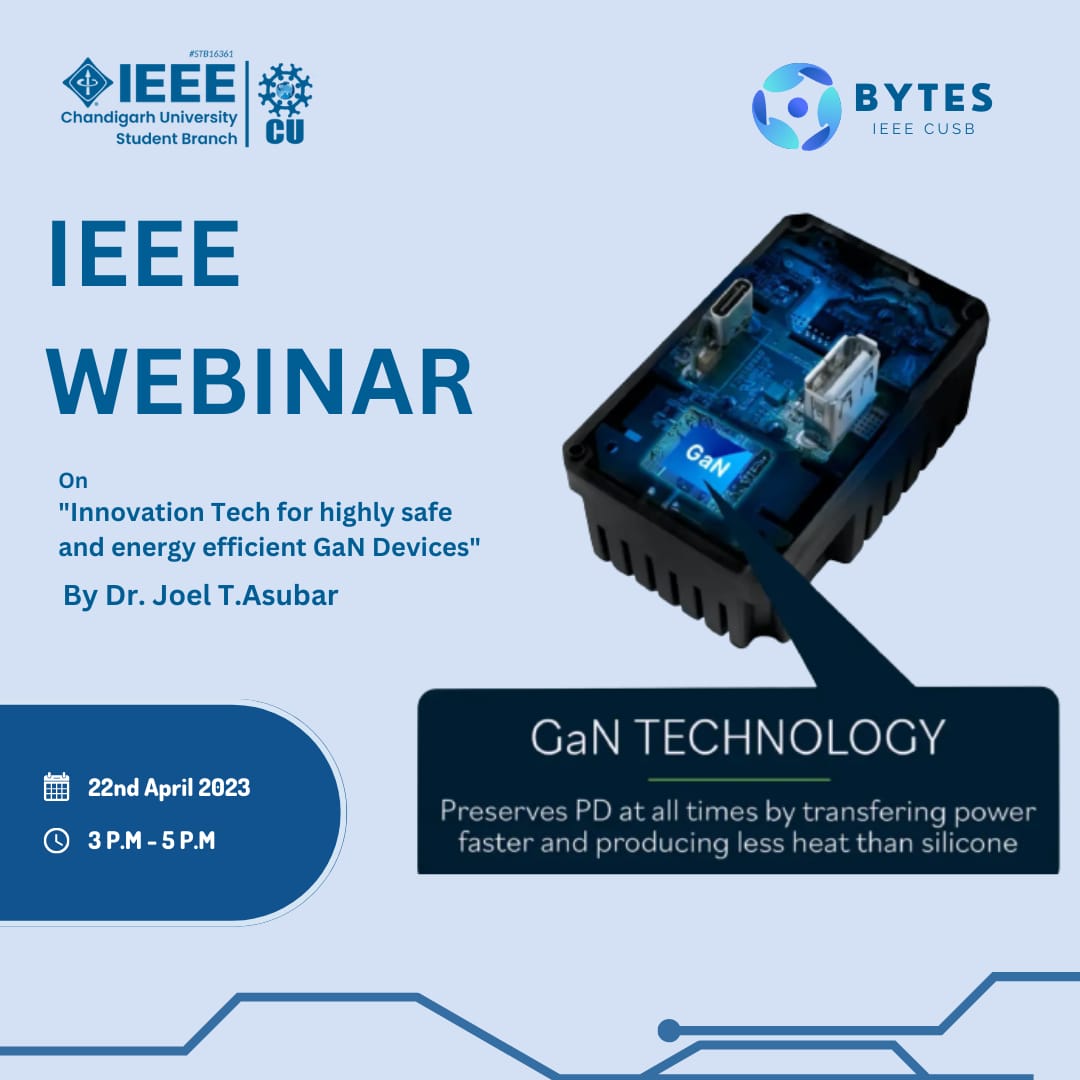 #STB16361
IEEE
Chandigarh University
Student Branch
CU
BYTES
IEEE CUSB
IEEE
WEBINAR
On
"Innovation Tech for highly safe
and energy efficient GaN Devices"
By Dr. Joel T.Asubar
GaN
GaN TECHNOLOGY
Preserves PD at all times by transfering power
faster and producing less heat than silicone
22nd April 2023
3 P.M - 5 P.M